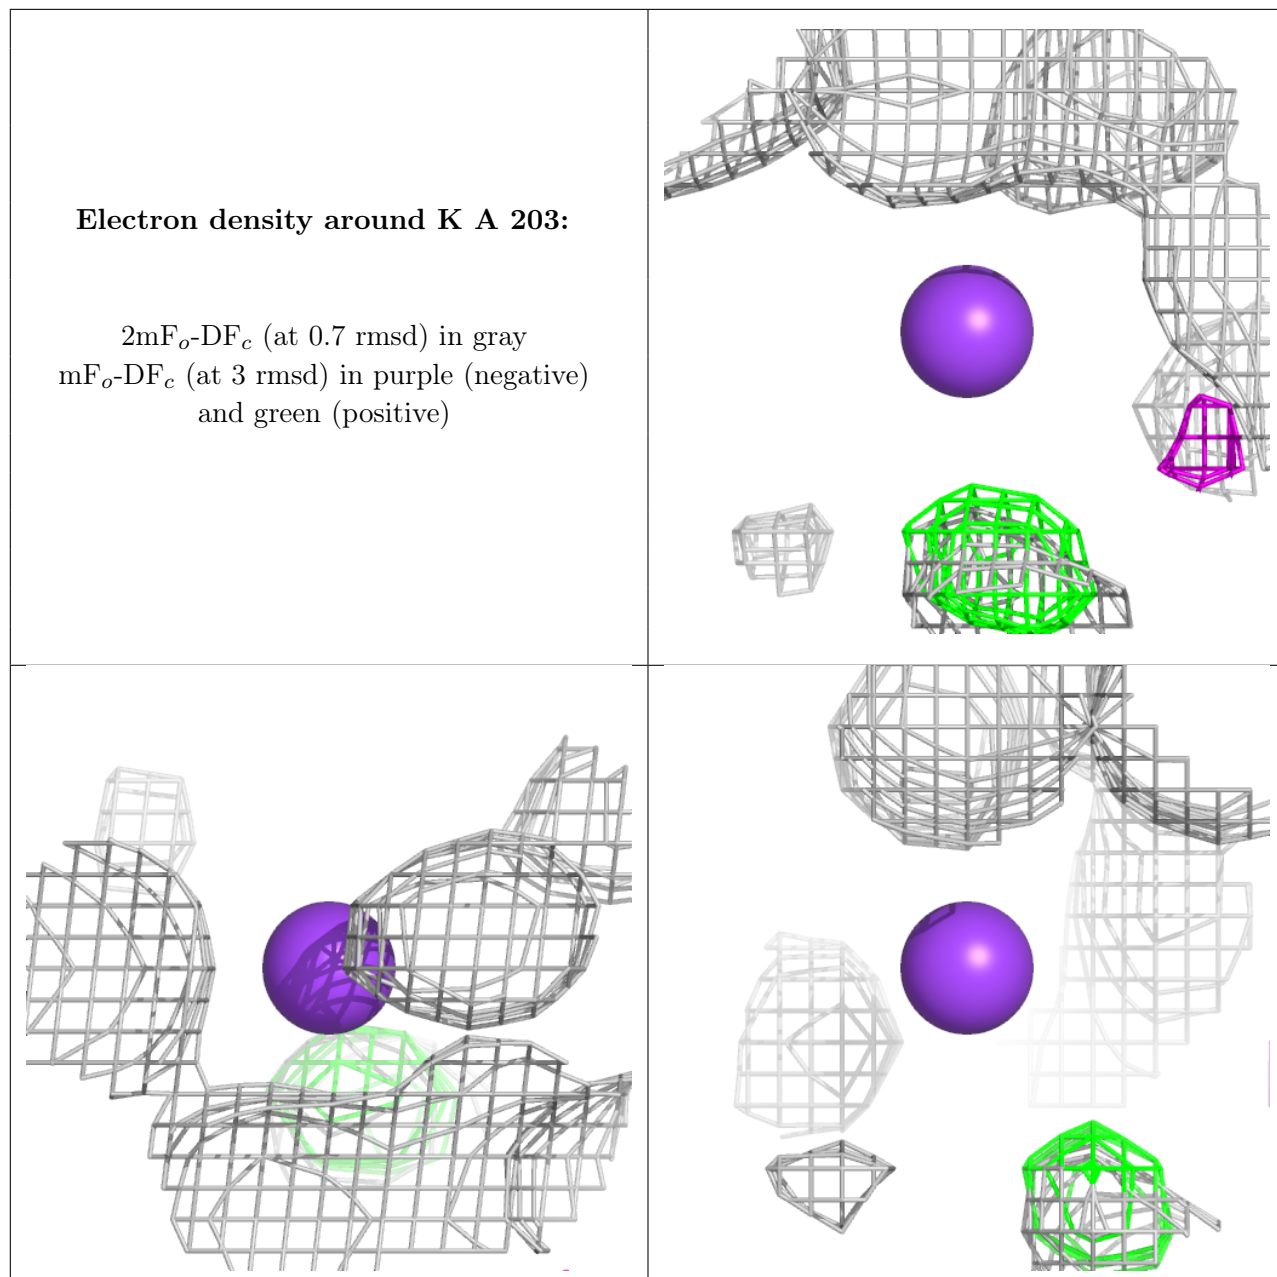 Electron density around K A 203:
2mFₒ-DF𝒸 (at 0.7 rmsd) in gray
mFₒ-DF𝒸 (at 3 rmsd) in purple (negative)
and green (positive)